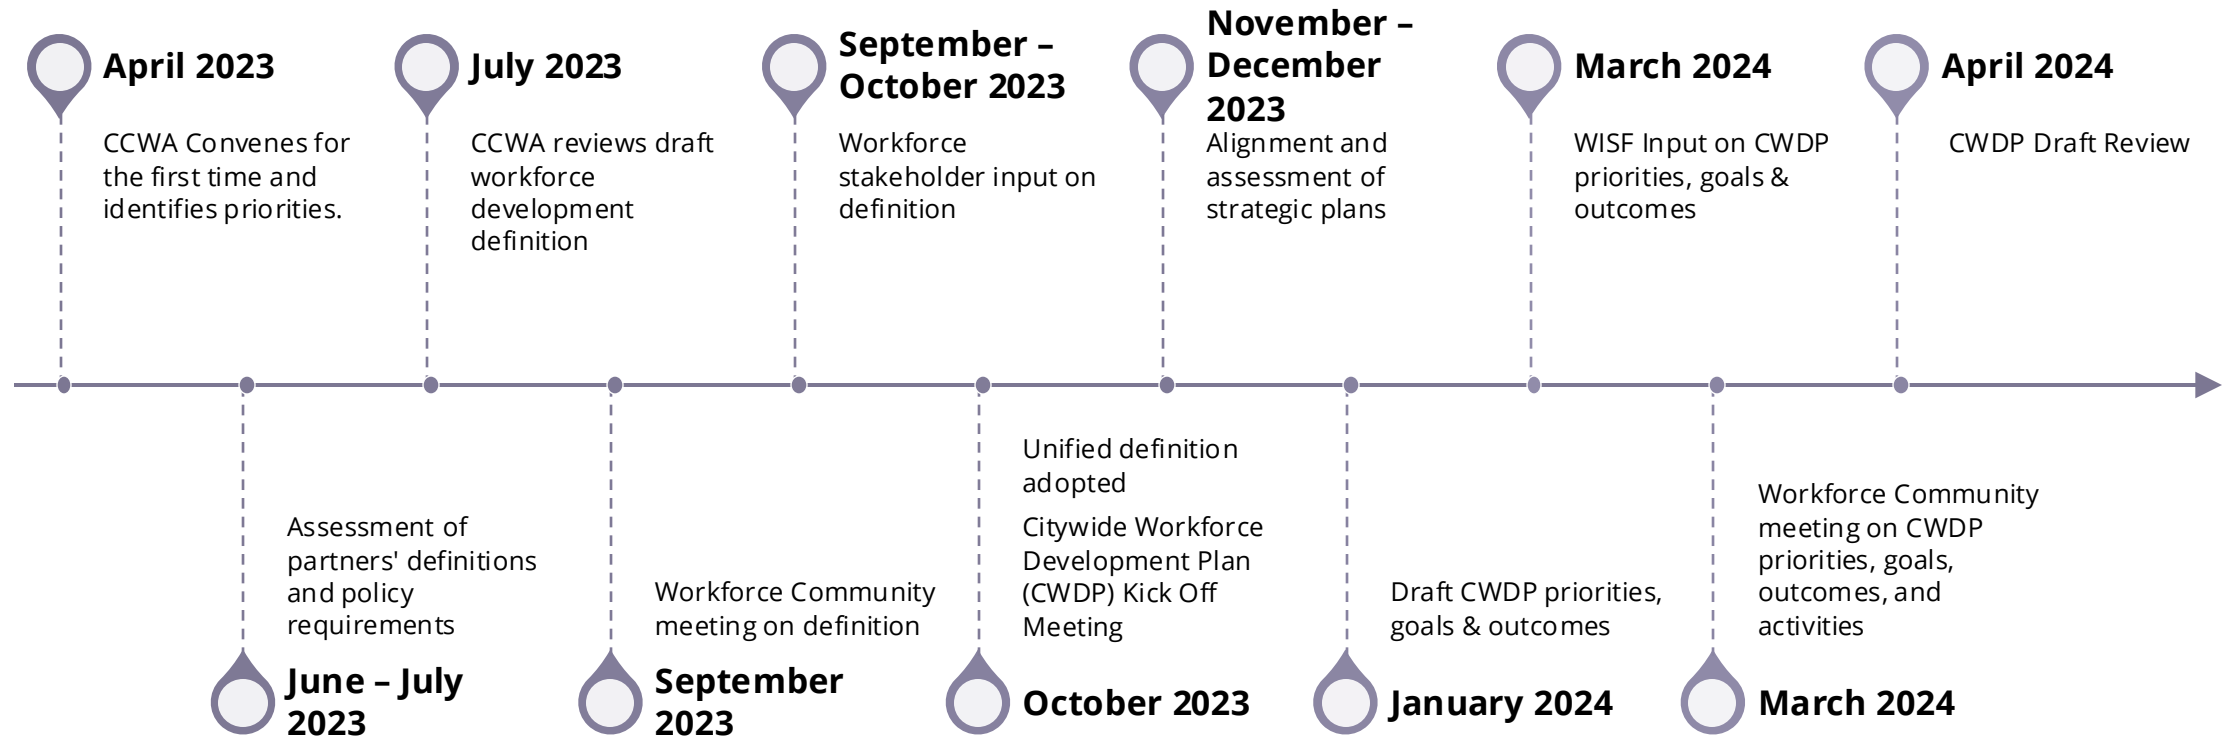 April 2023
CCWA Convenes for
the first time and
identifies priorities.
July 2023
CCWA reviews draft
workforce
development
definition
September –
October 2023
Workforce
stakeholder input on
definition
November –
December
2023
Alignment and
assessment of
strategic plans
March 2024
WISF Input on CWDP
priorities, goals &
outcomes
April 2024
CWDP Draft Review
Assessment of
partners' definitions
and policy
requirements
June – July
2023
Workforce Community
meeting on definition
September
2023
Unified definition
adopted
Citywide Workforce
Development Plan
(CWDP) Kick Off
Meeting
October 2023
Draft CWDP priorities,
goals & outcomes
January 2024
Workforce Community
meeting on CWDP
priorities, goals,
outcomes, and
activities
March 2024